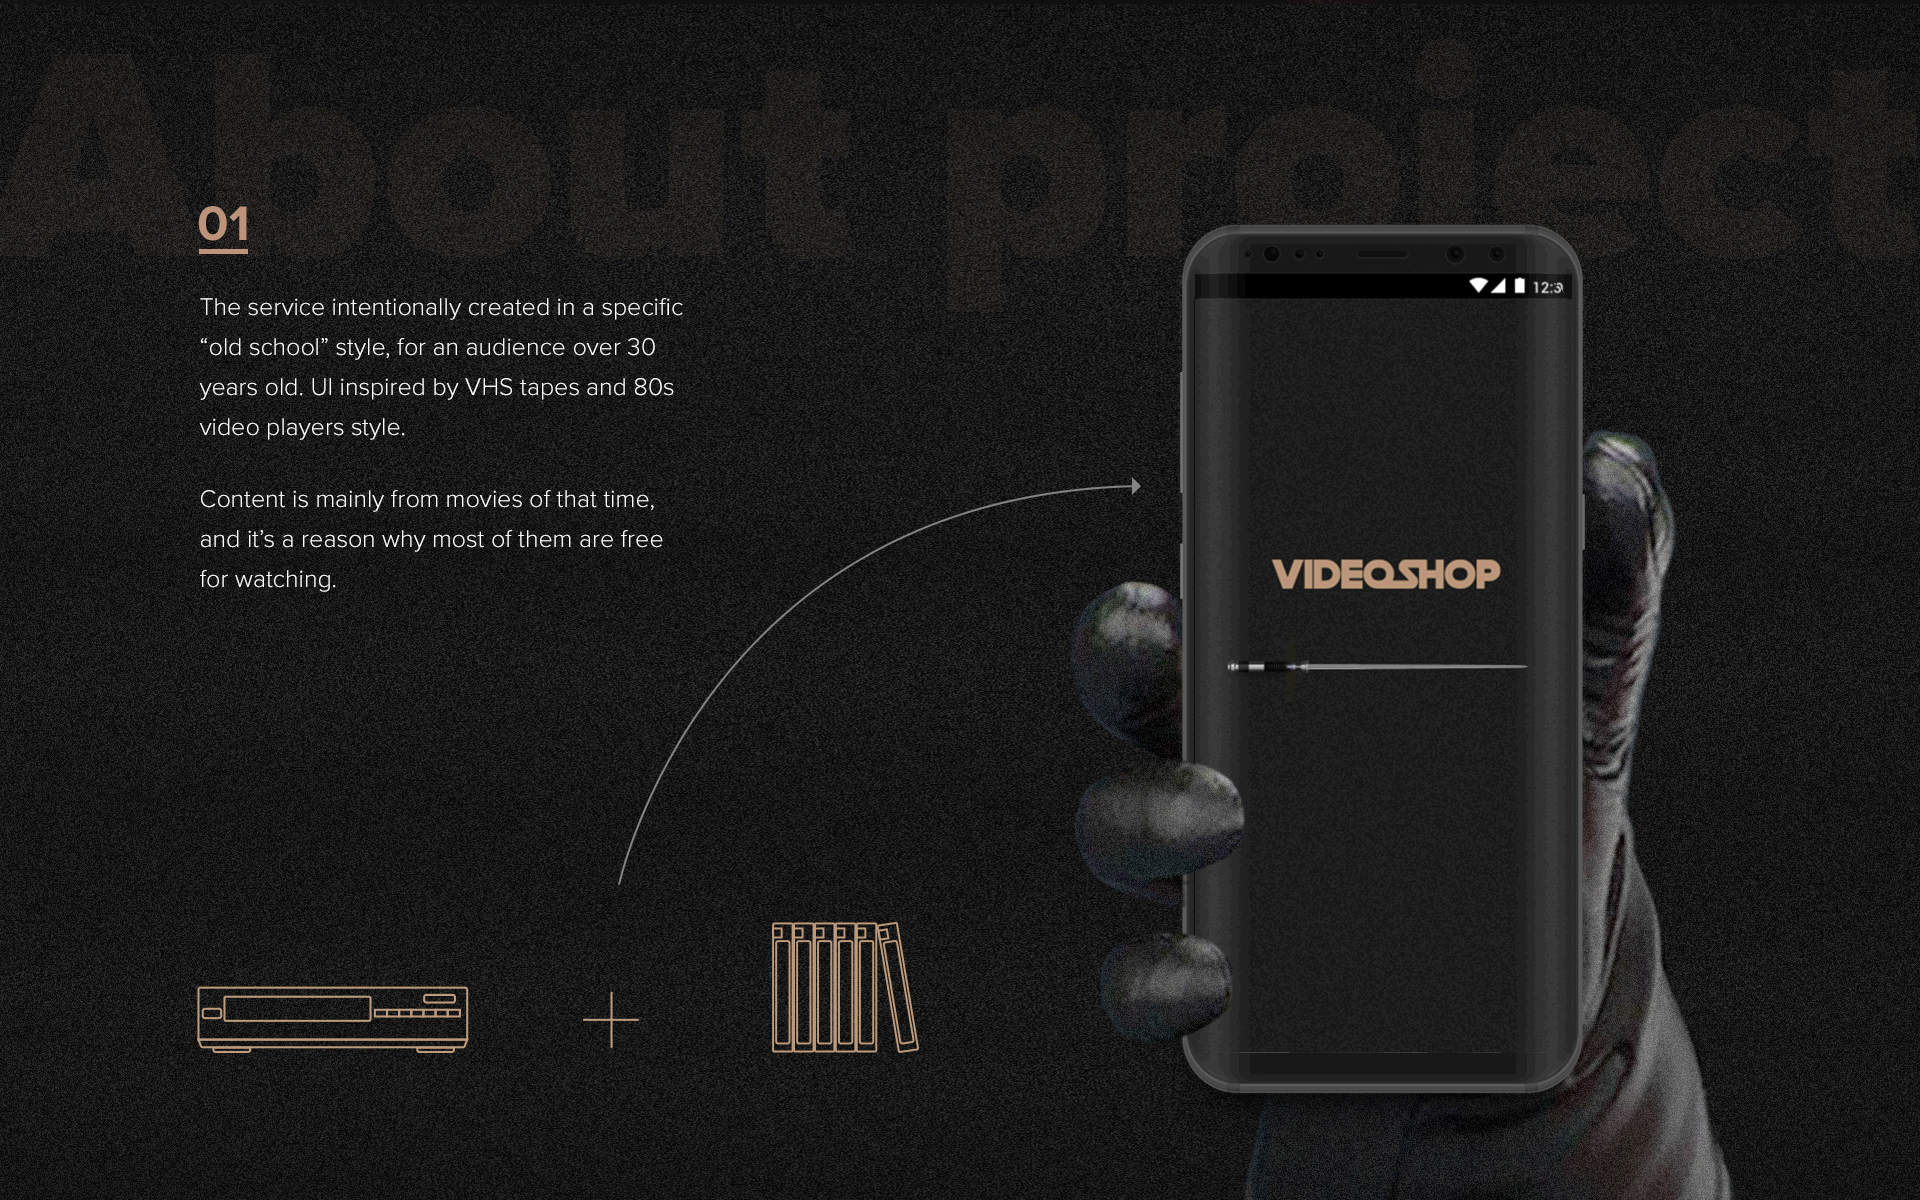 About project
01
The service intentionally created in a specific
“old school” style, for an audience over 30
years old. UI inspired by VHS tapes and 80s
video players style.
Content is mainly from movies of that time,
and it’s a reason why most of them are free
for watching.
VIDEOSHOP